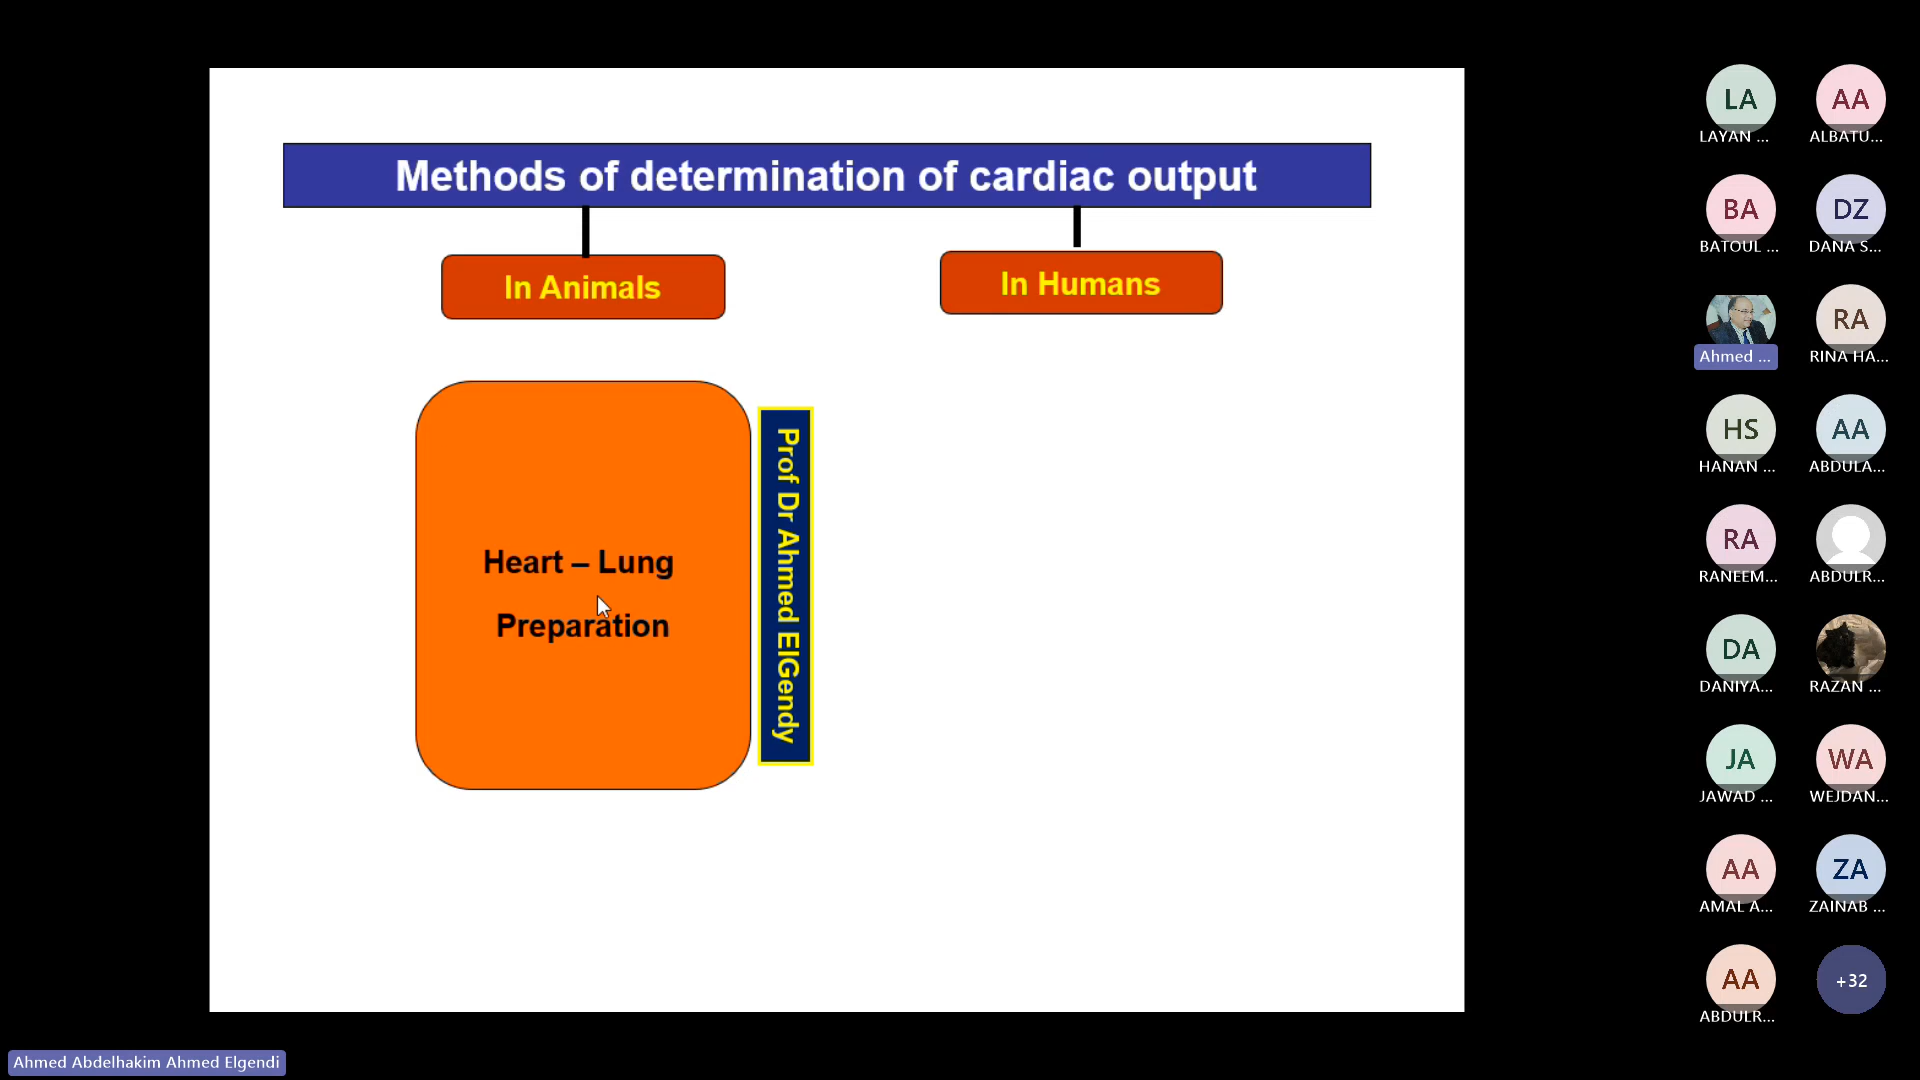 Methods of determination of cardiac output
In Animals
In Humans
Heart – Lung
Preparation
Prof Dr Ahmed ElGendy
LA
LAYAN ...
AA
ALBATU...
BA
BATOUL ...
DZ
DANA S...
Ahmed ...
RA
RINA HA...
HS
HANAN ...
AA
ABDULA...
RA
RANEEM...
ABDULR...
DA
DANIYA...
RAZAN ...
JA
JAWAD ...
WA
WEJDAN...
AA
AMAL A...
ZA
ZAINAB ...
AA
ABDULR...
+32
Ahmed Abdelhakim Ahmed Elgendi